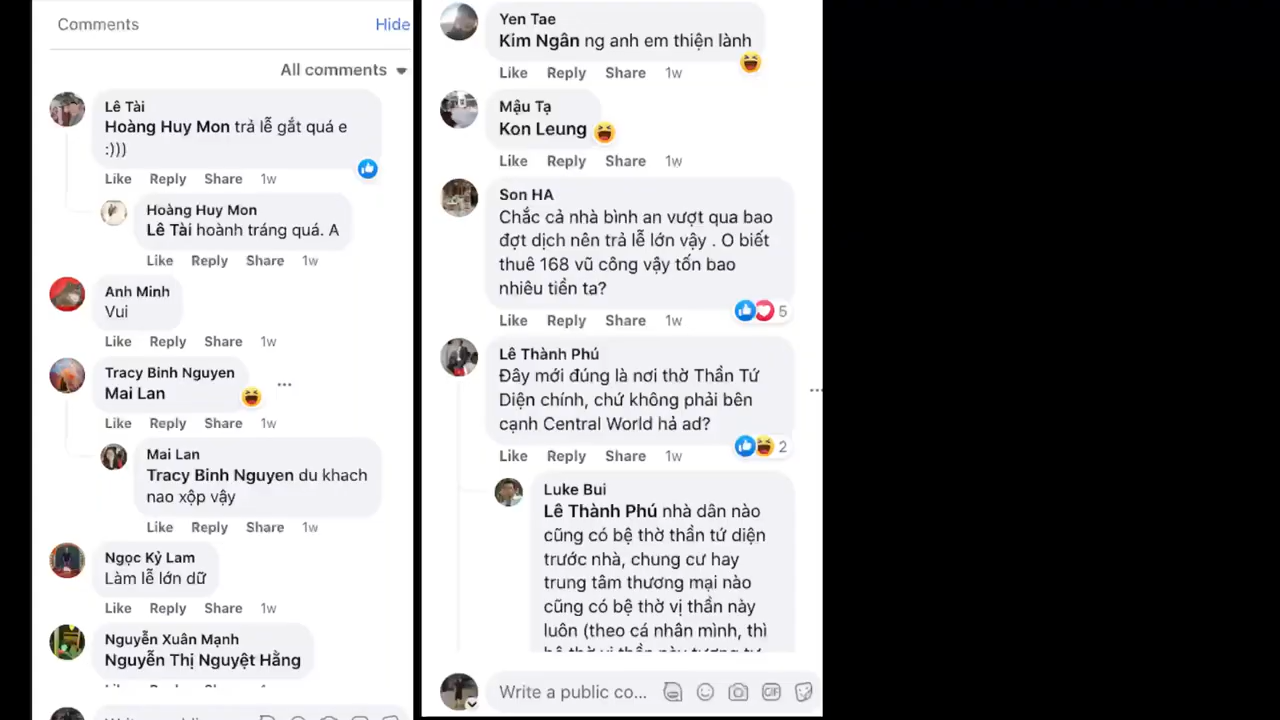 Comments
Hide
All comments
Lê Tài
Hoàng Huy Mon trả lễ gắt quá e
:)))
Like Reply Share 1w
Hoàng Huy Mon
Lê Tài hoành tráng quá. A
Like Reply Share 1w
Anh Minh
Vui
Like Reply Share 1w
Tracy Binh Nguyen
Mai Lan
Like Reply Share 1w
Mai Lan
Tracy Binh Nguyen du khach
nao xộp vậy
Like Reply Share 1w
Ngọc Kỷ Lam
Làm lễ lớn dữ
Like Reply Share 1w
Nguyễn Xuân Mạnh
Nguyễn Thị Nguyệt Hằng
Yen Tae
Kim Ngân ng anh em thiện lành
Like Reply Share 1w
Mậu Tạ
Kon Leung
Like Reply Share 1w
Son HA
Chắc cả nhà bình an vượt qua bao
đợt dịch nên trả lễ lớn vậy . O biết
thuê 168 vũ công vậy tốn bao
nhiêu tiền ta?
5
Like Reply Share 1w
Lê Thành Phú
Đây mới đúng là nơi thờ Thần Tứ
Diện chính, chứ không phải bên
cạnh Central World hả ad?
2
Like Reply Share 1w
Luke Bui
Lê Thành Phú nhà dân nào
cũng có bệ thờ thần tứ diện
trước nhà, chung cư hay
trung tâm thương mại nào
cũng có bệ thờ vị thần này
luôn (theo cá nhân mình, thì
Write a public co...
GIF